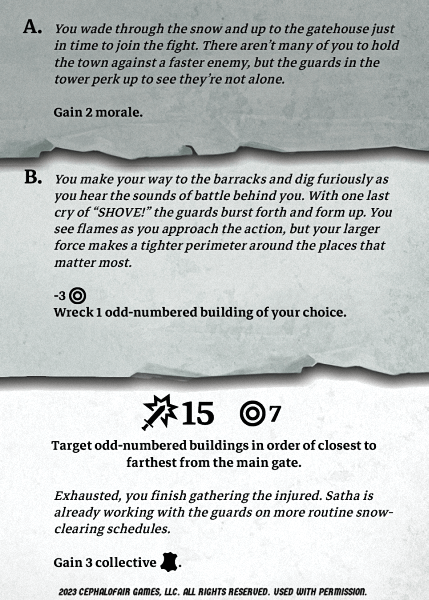 A. You wade through the snow and up to the gatehouse just
in time to join the fight. There aren't many of you to hold
the town against a faster enemy, but the guards in the
tower perk up to see they're not alone.
Gain 2 morale.
B. You make your way to the barracks and dig furiously as
you hear the sounds of battle behind you. With one last
cry of “SHOVE!” the guards burst forth and form up. You
see flames as you approach the action, but your larger
force makes a tighter perimeter around the places that
matter most.
-3
Wreck 1 odd-numbered building of your choice.
15 7
Target odd-numbered buildings in order of closest to
farthest from the main gate.
Exhausted, you finish gathering the injured. Satha is
already working with the guards on more routine snow-
clearing schedules.
Gain 3 collective .
2023 CEPHALOFAIR GAMES, LLC. ALL RIGHTS RESERVED. USED WITH PERMISSION.